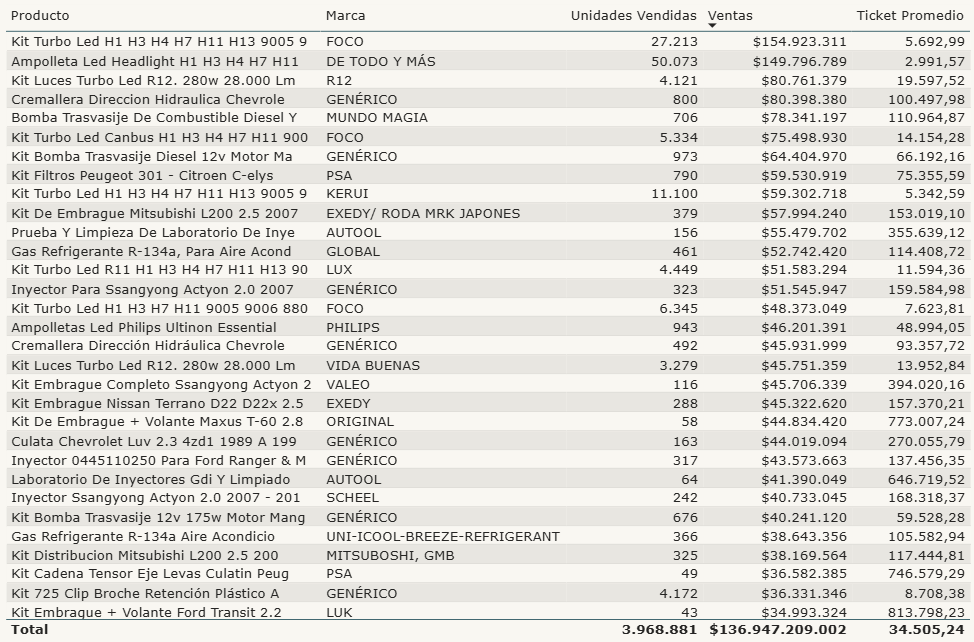 Producto Marca Unidades Vendidas Ventas Ticket Promedio
Kit Turbo Led H1 H3 H4 H7 H11 H13 9005 9 FOCO 27.213 $154.923.311 5.692,99
Ampolleta Led Headlight H1 H3 H4 H7 H11 DE TODO Y MÁS 50.073 $149.796.789 2.991,57
Kit Luces Turbo Led R12. 280w 28.000 Lm R12 4.121 $80.761.379 19.597,52
Cremallera Direccion Hidraulica Chevrole GENÉRICO 800 $80.398.380 100.497,98
Bomba Trasvasije De Combustible Diesel Y MUNDO MAGIA 706 $78.341.197 110.964,87
Kit Turbo Led Canbus H1 H3 H4 H7 H11 900 FOCO 5.334 $75.498.930 14.154,28
Kit Bomba Trasvasije Diesel 12v Motor Ma GENÉRICO 973 $64.404.970 66.192,16
Kit Filtros Peugeot 301 - Citroen C-elys PSA 790 $59.530.919 75.355,59
Kit Turbo Led H1 H3 H4 H7 H11 H13 9005 9 KERUI 11.100 $59.302.718 5.342,59
Kit De Embrague Mitsubishi L200 2.5 2007 EXEDY/ RODA MRK JAPONES 379 $57.994.240 153.019,10
Prueba Y Limpieza De Laboratorio De Inye AUTOOL 156 $55.479.702 355.639,12
Gas Refrigerante R-134a, Para Aire Acond GLOBAL 461 $52.742.420 114.408,72
Kit Turbo Led R11 H1 H3 H4 H7 H11 H13 90 LUX 4.449 $51.583.294 11.594,36
Inyector Para Ssangyong Actyon 2.0 2007 GENÉRICO 323 $51.545.947 159.584,98
Kit Turbo Led H1 H3 H7 H11 9005 9006 880 FOCO 6.345 $48.373.049 7.623,81
Ampolletas Led Philips Ultinon Essential PHILIPS 943 $46.201.391 48.994,05
Cremallera Dirección Hidráulica Chevrole GENÉRICO 492 $45.931.999 93.357,72
Kit Luces Turbo Led R12. 280w 28.000 Lm VIDA BUENAS 3.279 $45.751.359 13.952,84
Kit Embrague Completo Ssangyong Actyon 2 VALEO 116 $45.706.339 394.020,16
Kit Embrague Nissan Terrano D22 D22x 2.5 EXEDY 288 $45.322.620 157.370,21
Kit De Embrague + Volante Maxus T-60 2.8 ORIGINAL 58 $44.834.420 773.007,24
Culata Chevrolet Luv 2.3 4zd1 1989 A 199 GENÉRICO 163 $44.019.094 270.055,79
Inyector 0445110250 Para Ford Ranger & M GENÉRICO 317 $43.573.663 137.456,35
Laboratorio De Inyectores Gdi Y Limpiado AUTOOL 64 $41.390.049 646.719,52
Inyector Ssangyong Actyon 2.0 2007 - 201 SCHEEL 242 $40.733.045 168.318,37
Kit Bomba Trasvasije 12v 175w Motor Mang GENÉRICO 676 $40.241.120 59.528,28
Gas Refrigerante R-134a Aire Acondicio UNI-ICOOL-BREEZE-REFRIGERANT 366 $38.643.356 105.582,94
Kit Distribucion Mitsubishi L200 2.5 200 MITSUBOSHI, GMB 325 $38.169.564 117.444,81
Kit Cadena Tensor Eje Levas Culatin Peug PSA 49 $36.582.385 746.579,29
Kit 725 Clip Broche Retención Plástico A GENÉRICO 4.172 $36.331.346 8.708,38
Kit Embrague + Volante Ford Transit 2.2 LUK 43 $34.993.324 813.798,23
Total 3.968.881 $136.947.209.002 34.505,24